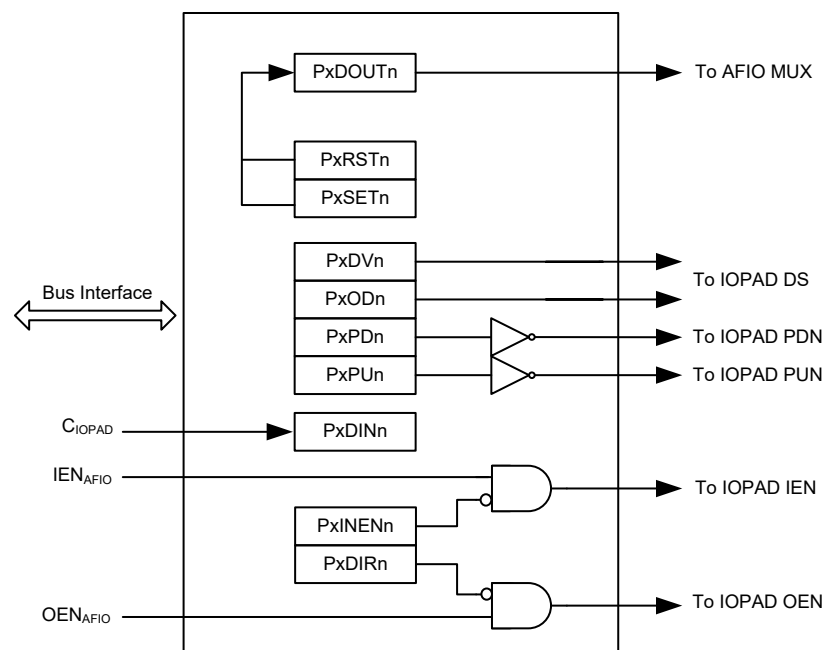 PxDOUTn
To AFIO MUX
PxRSTn
PxSETn
PxDVn
To IOPAD DS
Bus Interface
PxODn
PxPDn
To IOPAD PDN
PxPUn
To IOPAD PUN
CIOPAD
PxDINn
IENAFIO
To IOPAD IEN
PxINENn
PxDIRn
To IOPAD OEN
OENAFIO